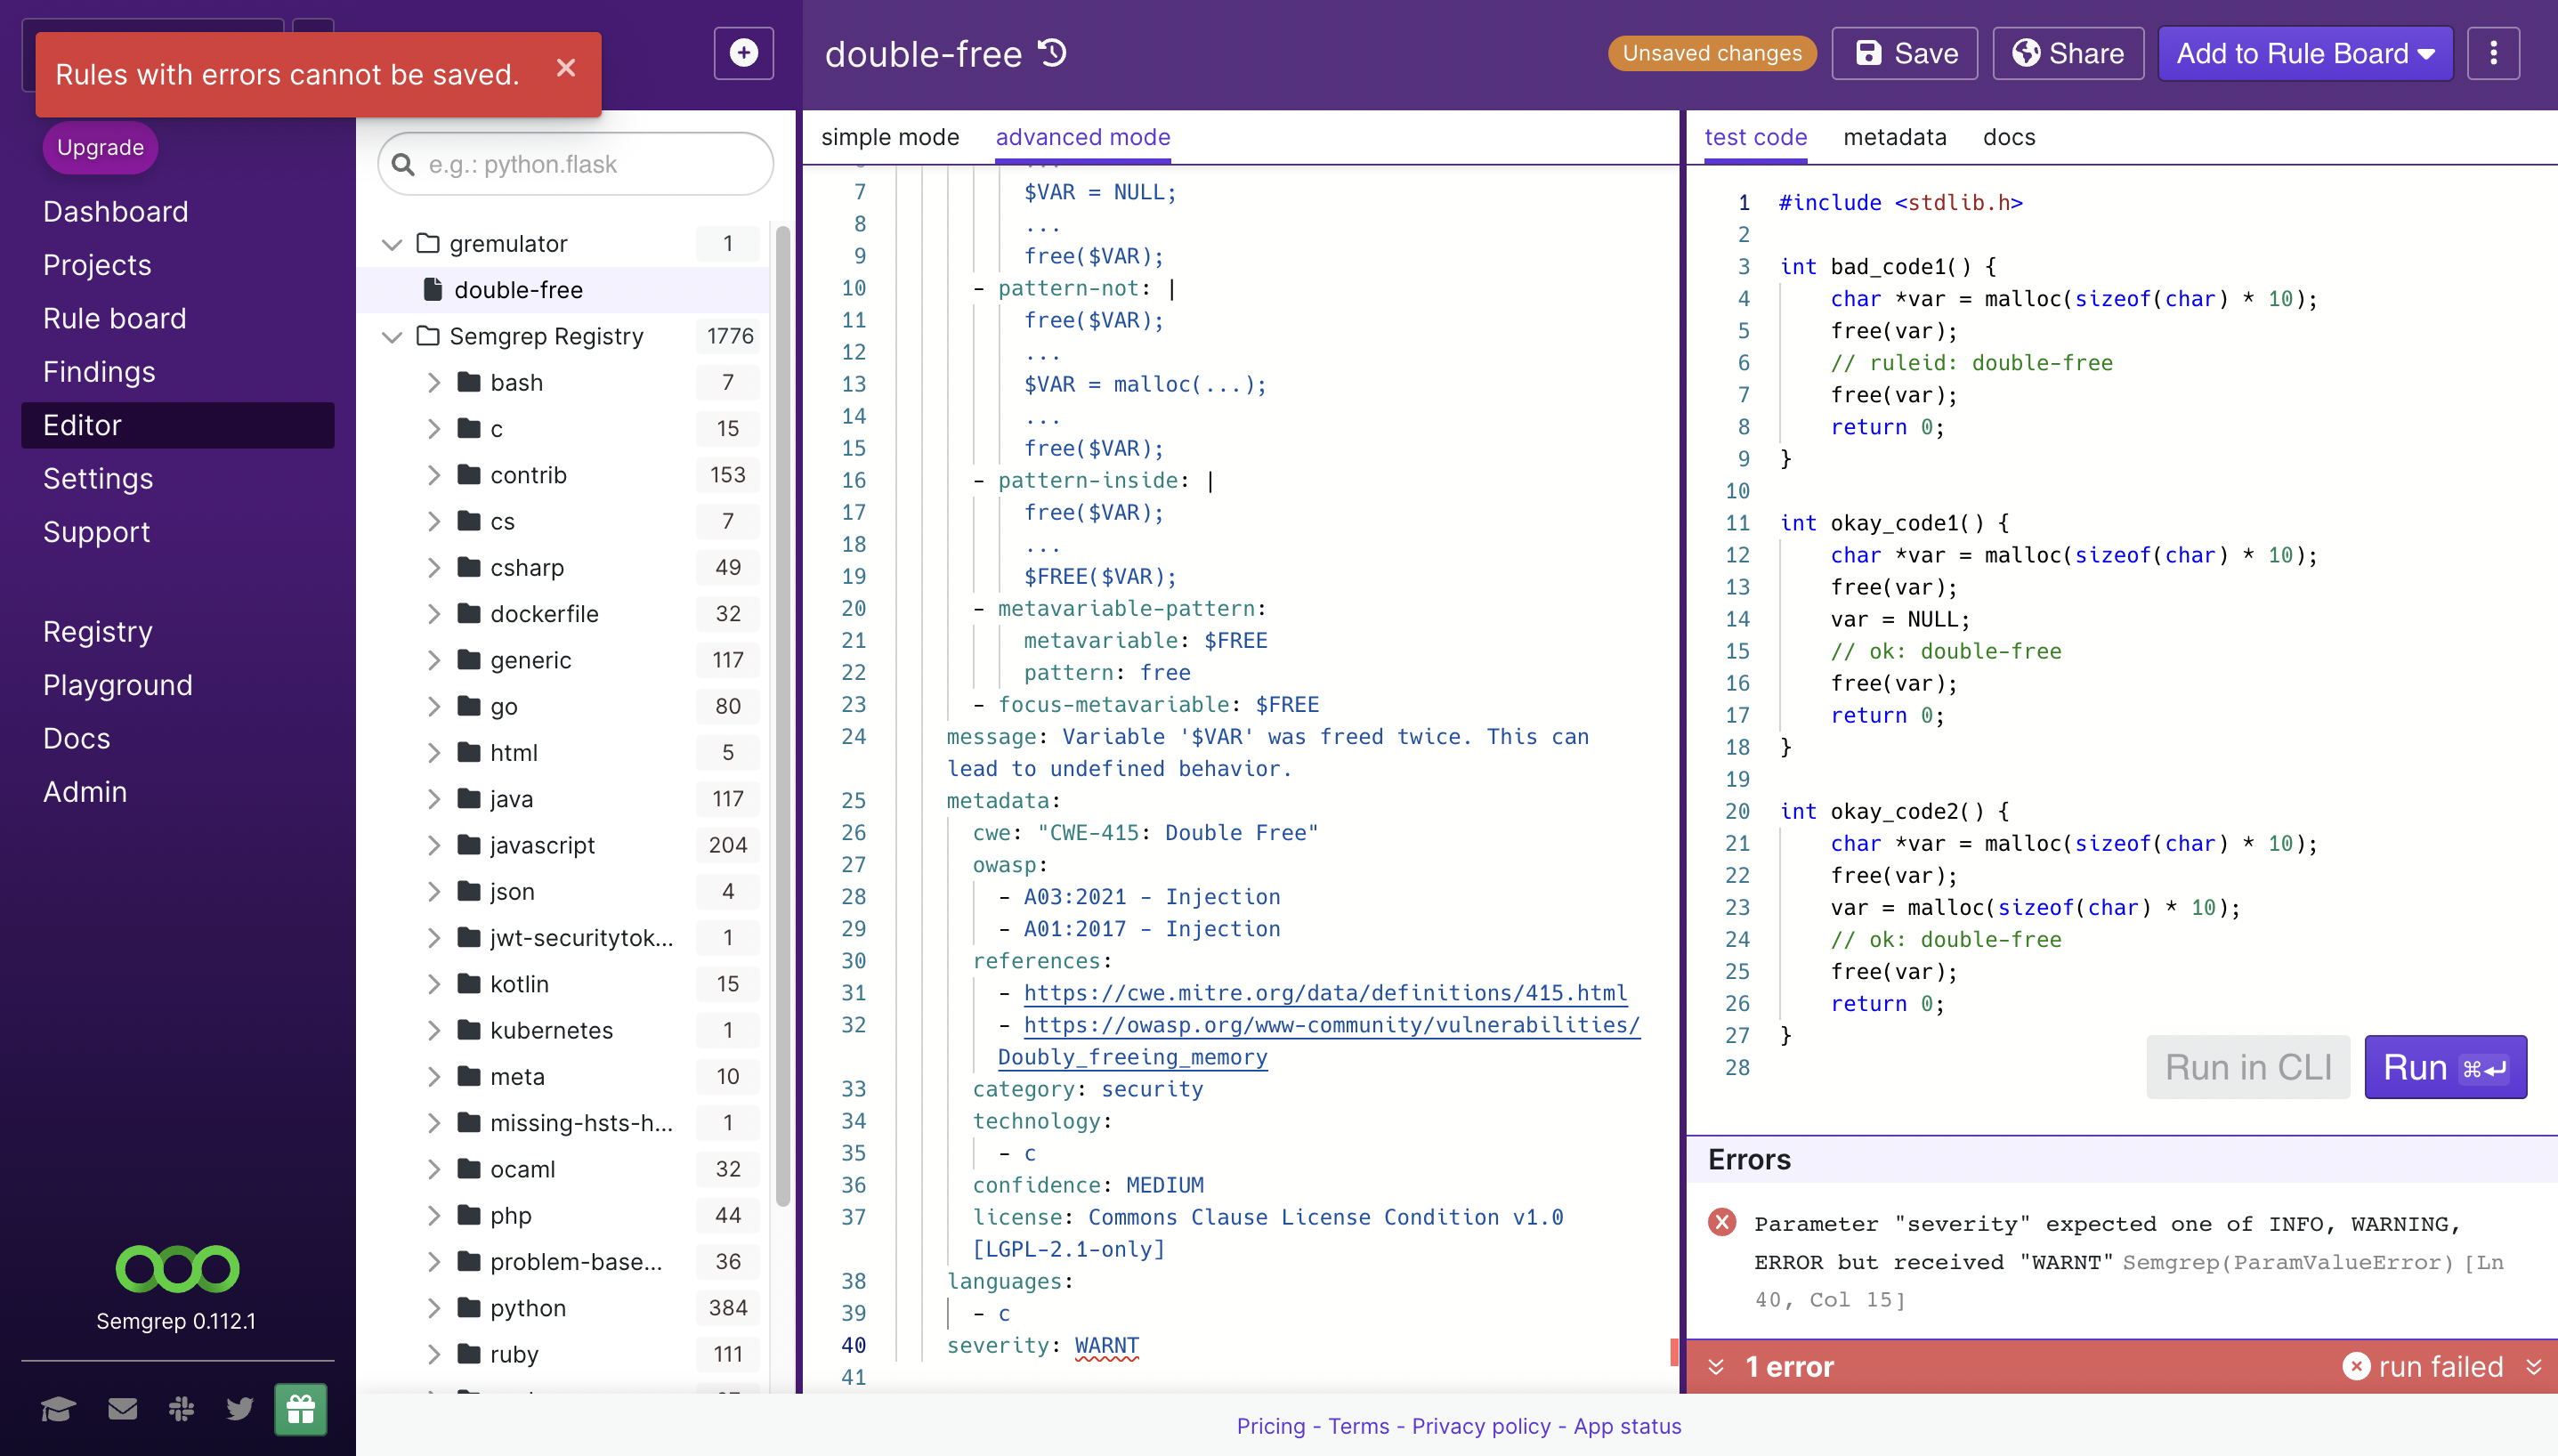 Rules with errors cannot be saved.
Upgrade
Dashboard
Projects
Rule board
Findings
Editor
Settings
Support
Registry
Playground
Docs
Admin
Semgrep 0.112.1
e.g.: python.flask
gremulator 1
double-free
Semgrep Registry 1776
bash 7
c 15
contrib 153
cs 7
csharp 49
dockerfile 32
generic 117
go 80
html 5
java 117
javascript 204
json 4
jwt-securitytok... 1
kotlin 15
kubernetes 1
meta 10
missing-hsts-h... 1
ocaml 32
php 44
problem-base... 36
python 384
ruby 111
double-free
Unsaved changes
Save
Share
Add to Rule Board
simple mode advanced mode
7 $VAR = NULL;
8 ...
9 free($VAR);
10 - pattern-not: |
11 free($VAR);
12 ...
13 $VAR = malloc(...);
14 ...
15 free($VAR);
16 - pattern-inside: |
17 free($VAR);
18 ...
19 $FREE($VAR);
20 - metavariable-pattern:
21 metavariable: $FREE
22 pattern: free
23 - focus-metavariable: $FREE
24 message: Variable '$VAR' was freed twice. This can
lead to undefined behavior.
25 metadata:
26 cwe: "CWE-415: Double Free"
27 owasp:
28 - A03:2021 - Injection
29 - A01:2017 - Injection
30 references:
31 - https://cwe.mitre.org/data/definitions/415.html
32 - https://owasp.org/www-community/vulnerabilities/
Doubly_freeing_memory
33 category: security
34 technology:
35 - c
36 confidence: MEDIUM
37 license: Commons Clause License Condition v1.0
[LGPL-2.1-only]
38 languages:
39 - c
40 severity: WARNT
41
test code metadata docs
1 #include <stdlib.h>
2
3 int bad_code1() {
4 char *var = malloc(sizeof(char) * 10);
5 free(var);
6 // ruleid: double-free
7 free(var);
8 return 0;
9 }
10
11 int okay_code1() {
12 char *var = malloc(sizeof(char) * 10);
13 free(var);
14 var = NULL;
15 // ok: double-free
16 free(var);
17 return 0;
18 }
19
20 int okay_code2() {
21 char *var = malloc(sizeof(char) * 10);
22 free(var);
23 var = malloc(sizeof(char) * 10);
24 // ok: double-free
25 free(var);
26 return 0;
27 }
28
Run in CLI
Run ⌘↵
Errors
Parameter "severity" expected one of INFO, WARNING,
ERROR but received "WARNT" Semgrep(ParamValueError) [Ln
40, Col 15]
1 error
run failed
Pricing - Terms - Privacy policy - App status